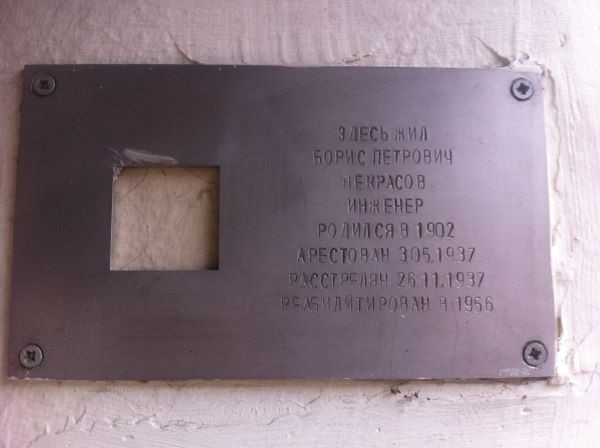 ЗДЕСЬ ЖИЛ
БОРИС ПЕТРОВИЧ
НЕКРАСОВ
ИНЖЕНЕР
РОДИЛСЯ В 1902
АРЕСТОВАН 3.05.1937
РАССТРЕЛЯН 26.11.1937
РЕАБИЛИТИРОВАН В 1956